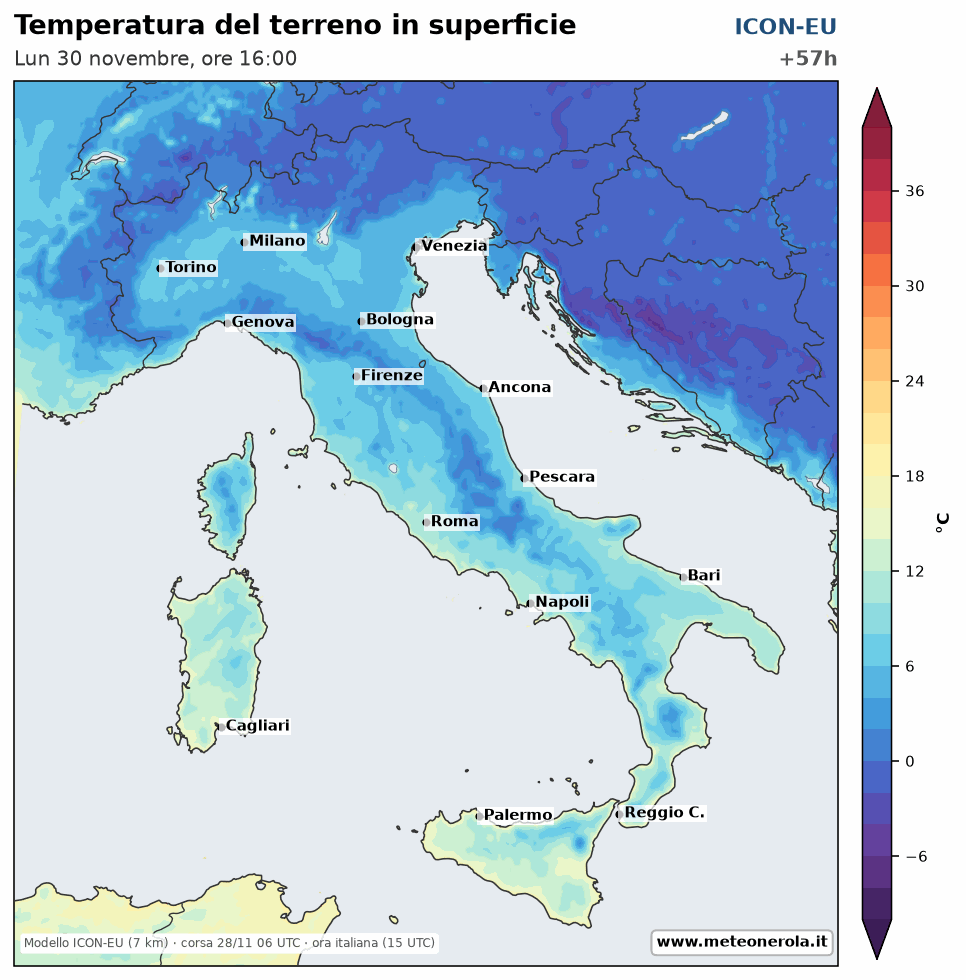 Temperatura del terreno in superficie
ICON-EU
Lun 30 novembre, ore 16:00
+57h
Milano
Venezia
Torino
Genova
Bologna
Firenze
Ancona
Pescara
Roma
Bari
Napoli
Cagliari
Palermo
Reggio C.
36
30
24
18
12
6
0
−6
°C
Modello ICON-EU (7 km) · corsa 28/11 06 UTC · ora italiana (15 UTC)
www.meteonerola.it